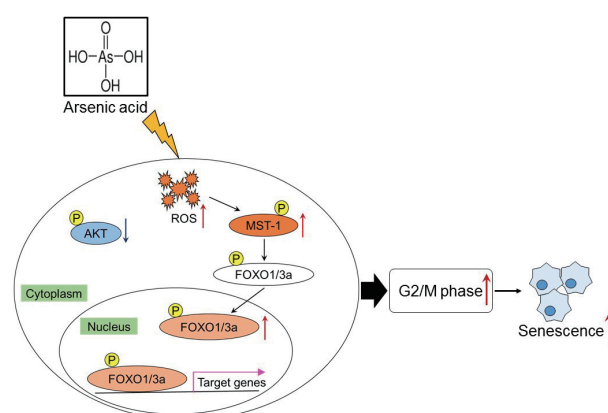 O
HO-As-OH
OH
Arsenic acid
ROS
P
MST-1
P
AKT
P
FOXO1/3a
Cytoplasm
Nucleus
P
FOXO1/3a
P
FOXO1/3a
Target genes
G2/M phase
Senescence